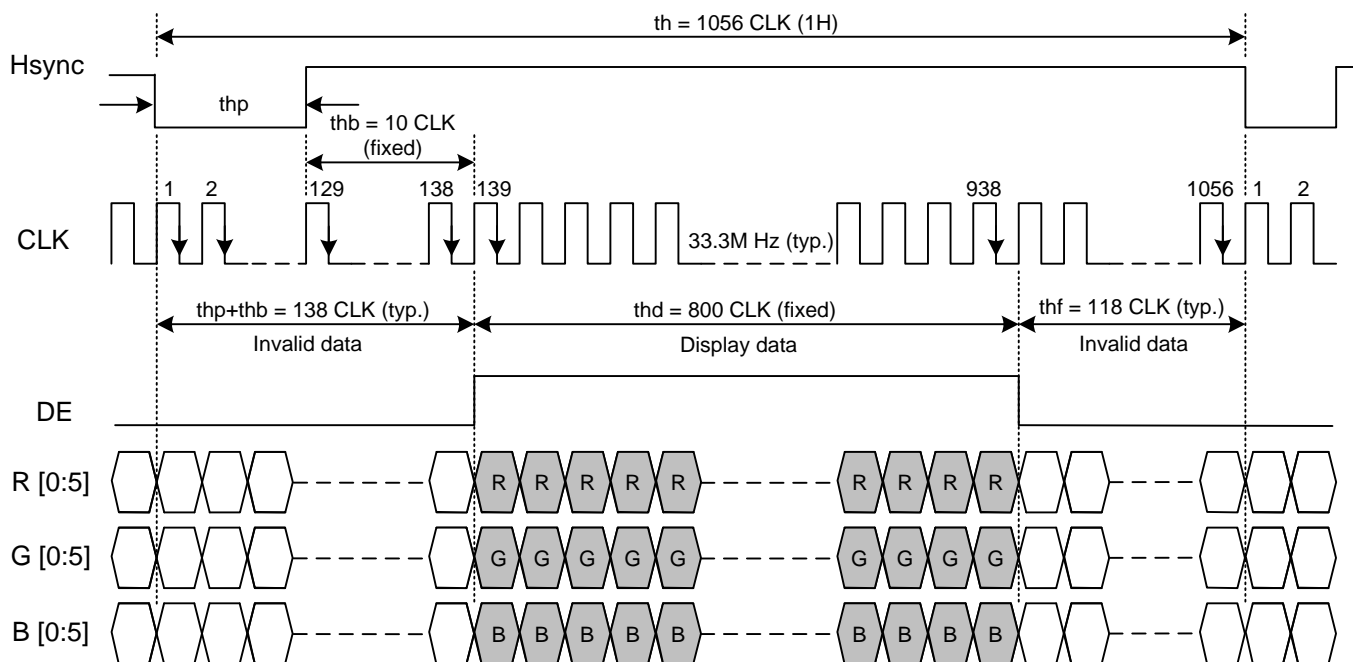 th = 1056 CLK (1H)
Hsync
thp
thb = 10 CLK
(fixed)
1 2 129 138 139 938 1056 1 2
CLK
33.3M Hz (typ.)
thp+thb = 138 CLK (typ.) thd = 800 CLK (fixed) thf = 118 CLK (typ.)
Invalid data Display data Invalid data
DE
R [0:5] R R R R R R R R R
G [0:5] G G G G G G G G G
B [0:5] B B B B B B B B B